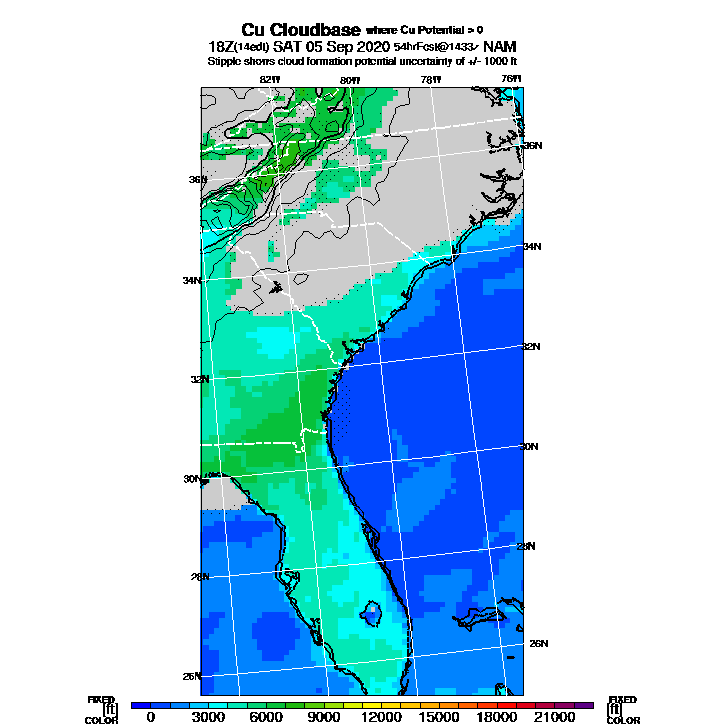 Cu Cloudbase where Cu Potential > 0
18Z(14edt) SAT 05 Sep 2020 54hrFcst@1433z NAM
Stipple shows cloud formation potential uncertainty of +/- 1000 ft
82W 80W 78W 76W
36N
36N
34N
34N
32N
32N
30N
30N
28N
28N
26N
26N
FIXED FIXED
[ft] [ft]
COLOR 0 3000 6000 9000 12000 15000 18000 21000 COLOR